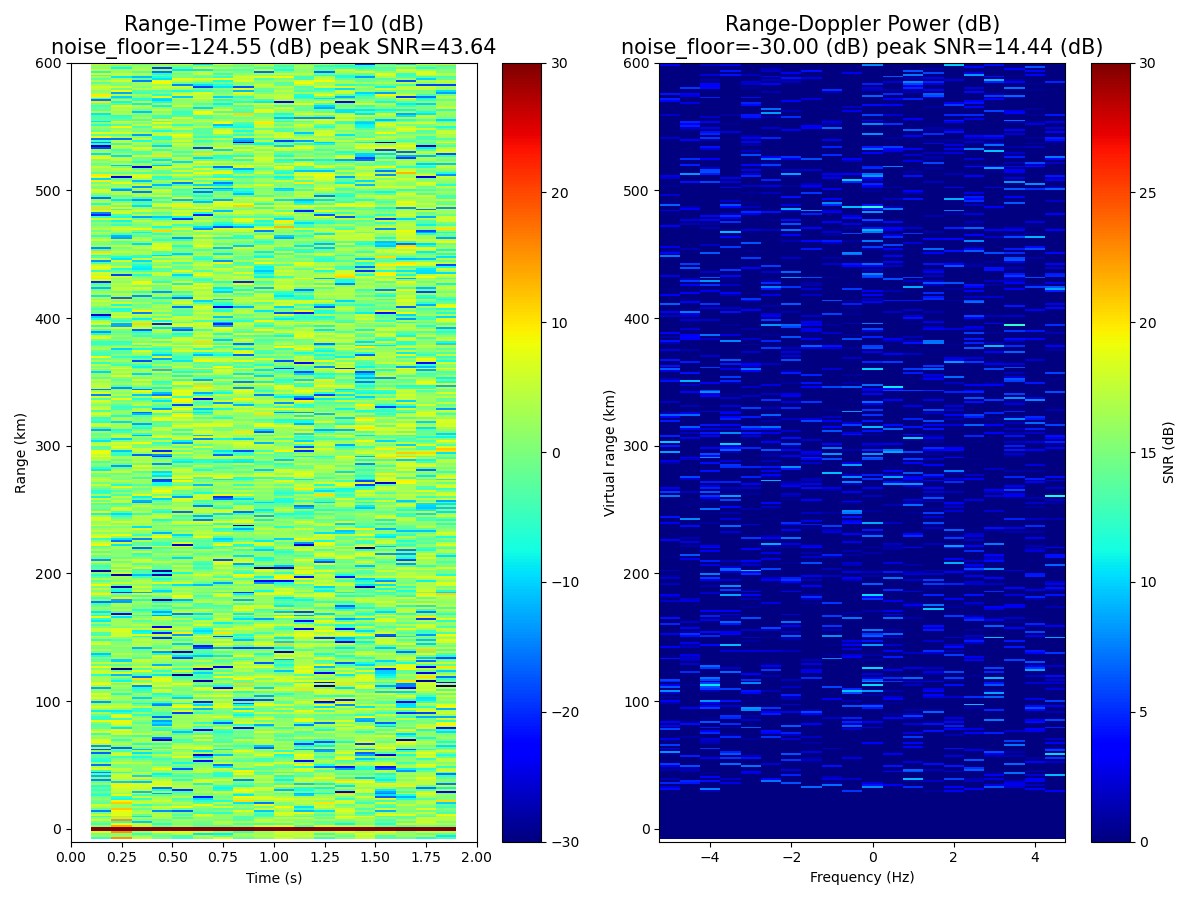 Range-Time Power f=10 (dB)
noise_floor=-124.55 (dB) peak SNR=43.64
Range (km)
600
500
400
300
200
100
0
0.00 0.25 0.50 0.75 1.00 1.25 1.50 1.75 2.00
Time (s)
30
20
10
0
−10
−20
−30
Range-Doppler Power (dB)
noise_floor=-30.00 (dB) peak SNR=14.44 (dB)
Virtual range (km)
600
500
400
300
200
100
0
−4 −2 0 2 4
Frequency (Hz)
30
25
20
15
10
5
0
SNR (dB)